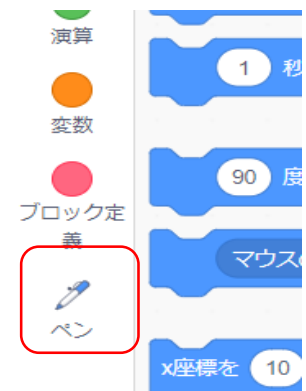 演算
変数
ブロック定
義
ペン
1 秒
90 度
マウスの
x座標を 10